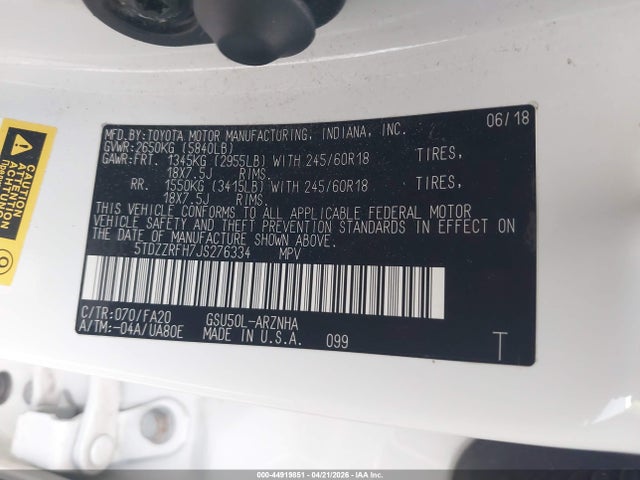 06/18
MFD.BY:TOYOTA MOTOR MANUFACTURING, INDIANA, INC.
GVWR:2650KG (5840LB)
GAWR:FRT. 1345KG (2955LB) WITH 245/60R18 TIRES,
18X7.5J RIMS.
RR. 1550KG (3415LB) WITH 245/60R18 TIRES,
18X7.5J RIMS.
THIS VEHICLE CONFORMS TO ALL APPLICABLE FEDERAL MOTOR
VEHICLE SAFETY AND THEFT PREVENTION STANDARDS IN EFFECT ON
THE DATE OF MANUFACTURE SHOWN ABOVE.
5TDZZRFH7JS276334 MPV
C/TR:070/FA20 GSU50L-ARZNHA
A/TM:-04A/UA80E MADE IN U.S.A. 099
T
CAUTION
ATTENTION
000-44919851 - 04/21/2026 - IAAI.com